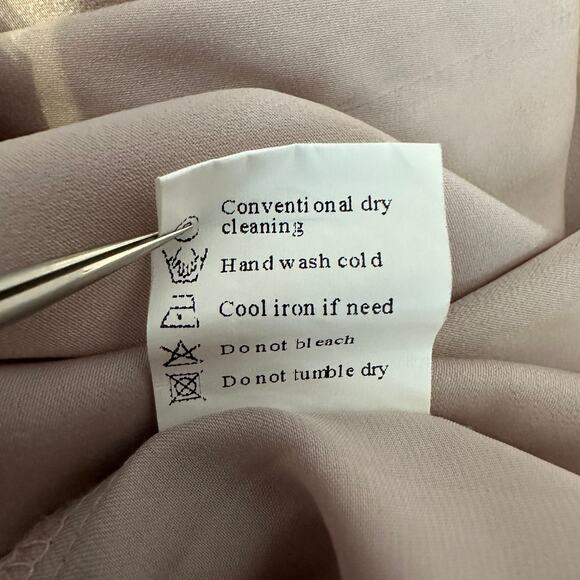 Conventional dry
cleaning
Hand wash cold
Cool iron if need
Do not bleach
Do not tumble dry